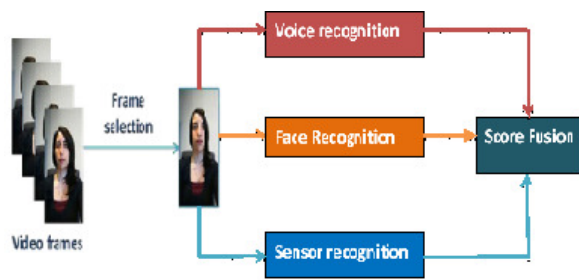 Voice recognition
Frame
selection
Face Recognition
Score Fusion
Video frames
Sensor recognition